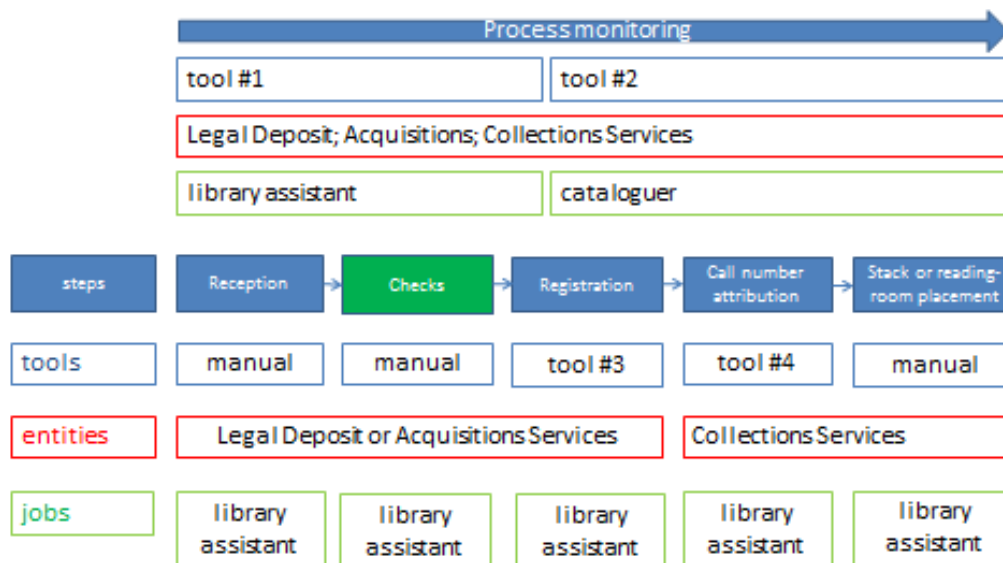 Process monitoring
tool #1 tool #2
Legal Deposit; Acquisitions; Collections Services
library assistant cataloguer
steps Reception Checks Registration Call number attribution Stack or reading-room placement
tools manual manual tool #3 tool #4 manual
entities Legal Deposit or Acquisitions Services Collections Services
jobs library assistant library assistant library assistant library assistant library assistant